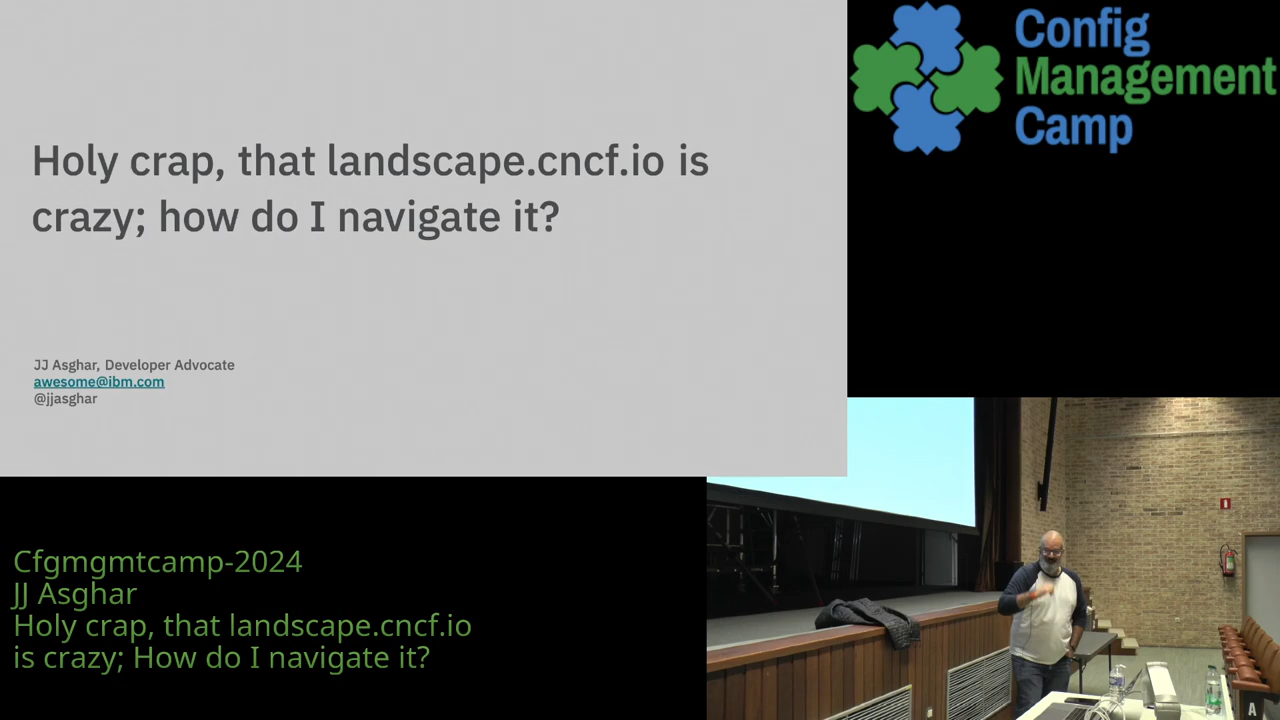 Holy crap, that landscape.cncf.io is
crazy; how do I navigate it?
JJ Asghar, Developer Advocate
awesome@ibm.com
@jjasghar
Config
Management
Camp
Cfgmgmtcamp-2024
JJ Asghar
Holy crap, that landscape.cncf.io
is crazy; How do I navigate it?
A